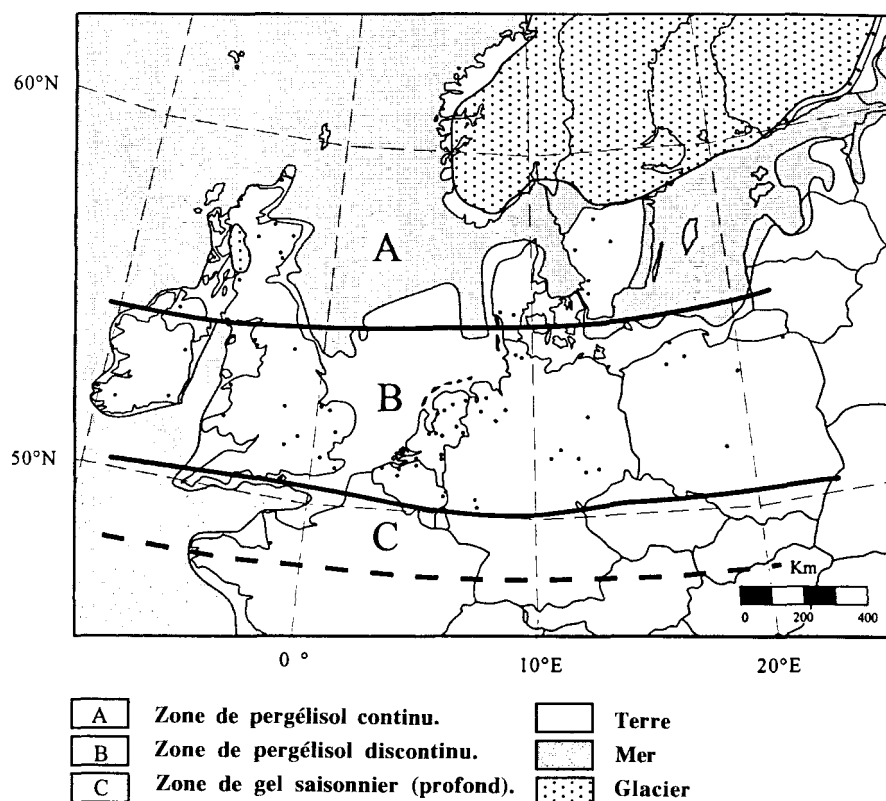 60°N
A
B
50°N
C
Km
0 200 400
0 ° 10°E 20°E
A Zone de pergélisol continu. Terre
B Zone de pergélisol discontinu. Mer
C Zone de gel saisonnier (profond). Glacier